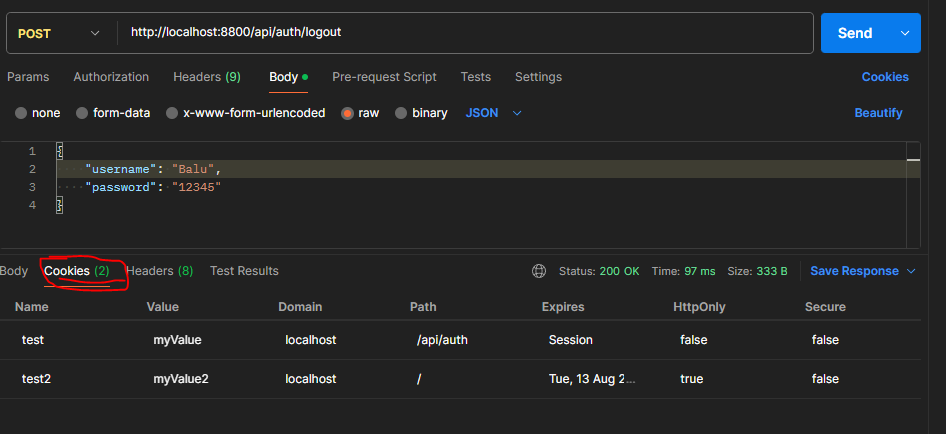 POST http://localhost:8800/api/auth/logout Send
Params Authorization Headers (9) Body Pre-request Script Tests Settings Cookies
none form-data x-www-form-urlencoded raw binary JSON Beautify
1 {
2 "username": "Balu",
3 "password": "12345"
4 }
Body Cookies (2) Headers (8) Test Results Status: 200 OK Time: 97 ms Size: 333 B Save Response
Name Value Domain Path Expires HttpOnly Secure
test myValue localhost /api/auth Session false false
test2 myValue2 localhost / Tue, 13 Aug 2... true false